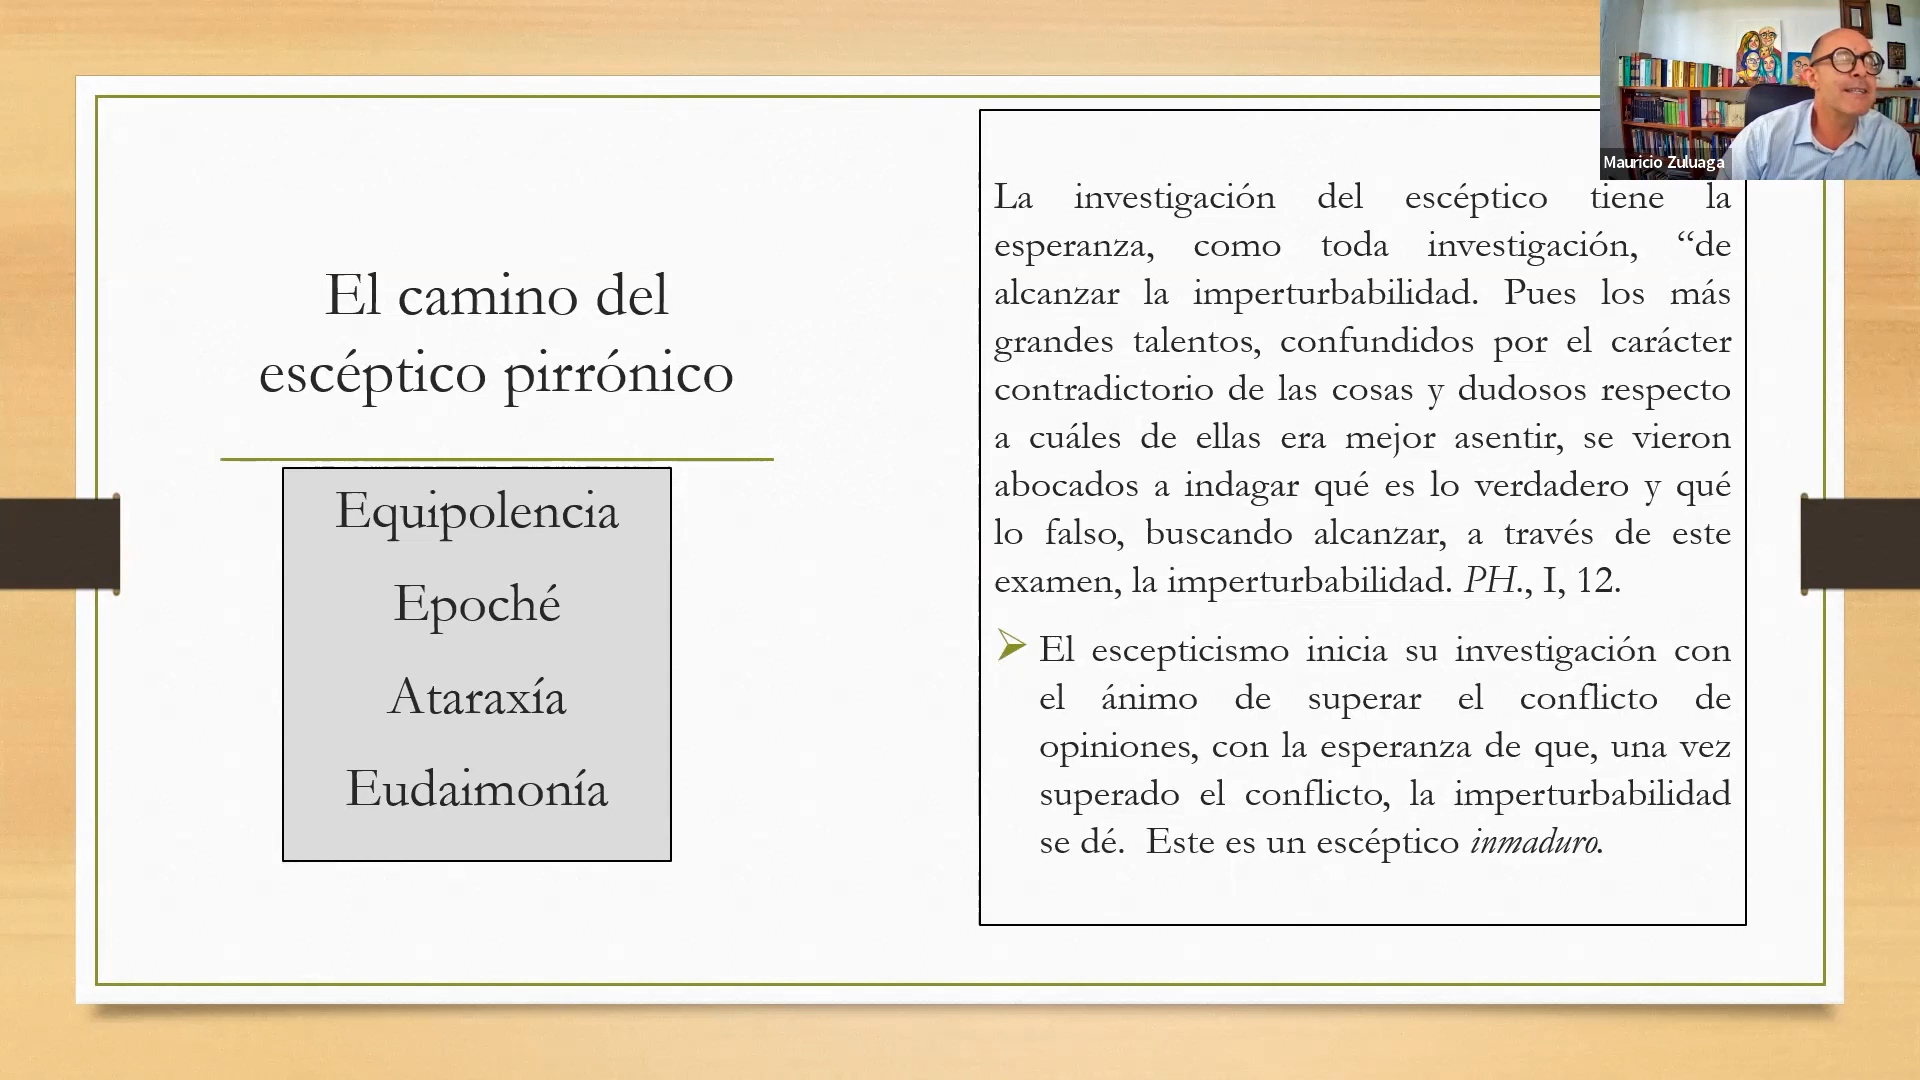 El camino del
escéptico pirrónico
Equipolencia
Epoché
Ataraxía
Eudaimonía
La investigación del escéptico tiene la
esperanza, como toda investigación, “de
alcanzar la imperturbabilidad. Pues los más
grandes talentos, confundidos por el carácter
contradictorio de las cosas y dudosos respecto
a cuáles de ellas era mejor asentir, se vieron
abocados a indagar qué es lo verdadero y qué
lo falso, buscando alcanzar, a través de este
examen, la imperturbabilidad. PH., I, 12.
El escepticismo inicia su investigación con
el ánimo de superar el conflicto de
opiniones, con la esperanza de que, una vez
superado el conflicto, la imperturbabilidad
se dé. Este es un escéptico inmaduro.
Mauricio Zuluaga